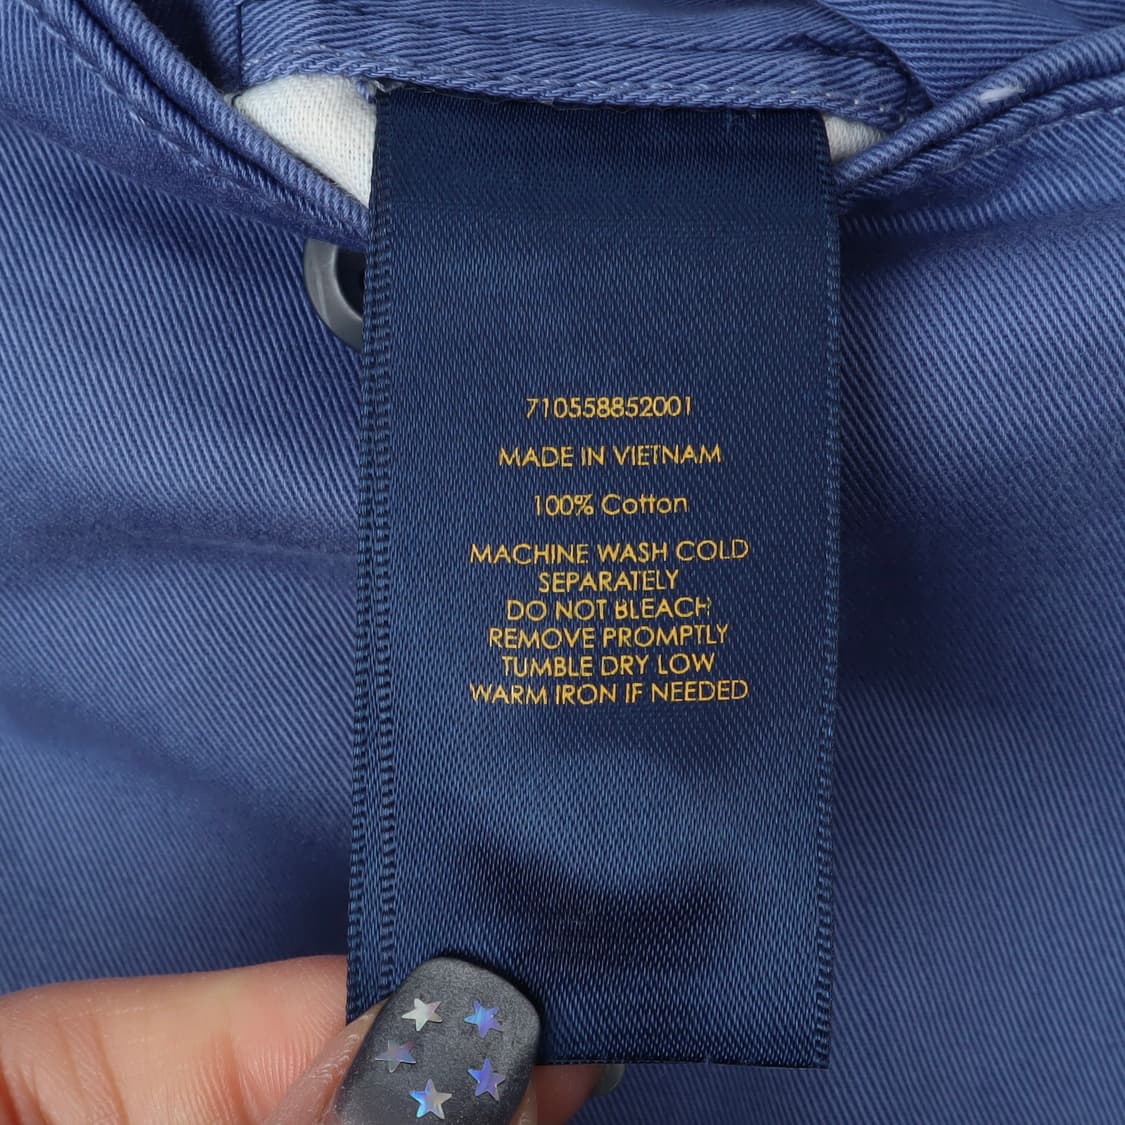 710558852001
MADE IN VIETNAM
100% Cotton
MACHINE WASH COLD
SEPARATELY
DO NOT BLEACH
REMOVE PROMPTLY
TUMBLE DRY LOW
WARM IRON IF NEEDED